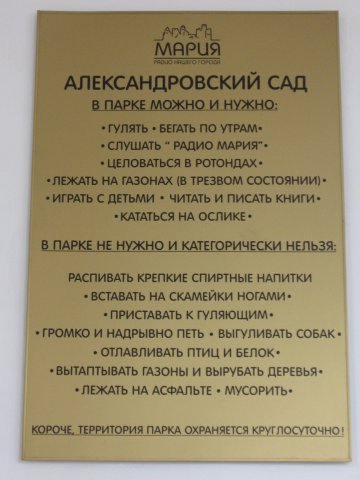 МАРИЯ
РАДИО НАШЕГО ГОРОДА
АЛЕКСАНДРОВСКИЙ САД
В ПАРКЕ МОЖНО И НУЖНО:
• ГУЛЯТЬ • БЕГАТЬ ПО УТРАМ •
• СЛУШАТЬ " РАДИО МАРИЯ" •
• ЦЕЛОВАТЬСЯ В РОТОНДАХ •
• ЛЕЖАТЬ НА ГАЗОНАХ (В ТРЕЗВОМ СОСТОЯНИИ) •
• ИГРАТЬ С ДЕТЬМИ • ЧИТАТЬ И ПИСАТЬ КНИГИ •
• КАТАТЬСЯ НА ОСЛИКЕ •
В ПАРКЕ НЕ НУЖНО И КАТЕГОРИЧЕСКИ НЕЛЬЗЯ:
РАСПИВАТЬ КРЕПКИЕ СПИРТНЫЕ НАПИТКИ
• ВСТАВАТЬ НА СКАМЕЙКИ НОГАМИ •
• ПРИСТАВАТЬ К ГУЛЯЮЩИМ •
• ГРОМКО И НАДРЫВНО ПЕТЬ • ВЫГУЛИВАТЬ СОБАК •
• ОТЛАВЛИВАТЬ ПТИЦ И БЕЛОК •
• ВЫТАПТЫВАТЬ ГАЗОНЫ И ВЫРУБАТЬ ДЕРЕВЬЯ •
• ЛЕЖАТЬ НА АСФАЛЬТЕ • МУСОРИТЬ •
КОРОЧЕ, ТЕРРИТОРИЯ ПАРКА ОХРАНЯЕТСЯ КРУГЛОСУТОЧНО!